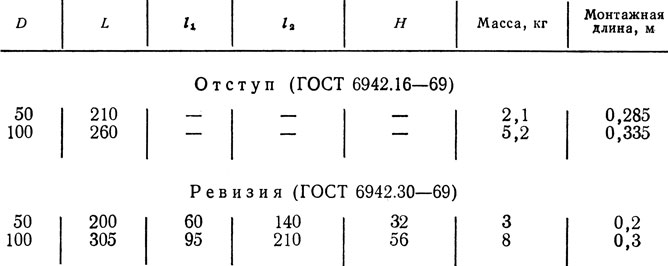 D L l₁ l₂ H Масса, кг Монтажная длина, м
Отступ (ГОСТ 6942.16—69)
50 210 — — — 2,1 0,285
100 260 — — — 5,2 0,335
Ревизия (ГОСТ 6942.30—69)
50 200 60 140 32 3 0,2
100 305 95 210 56 8 0,3